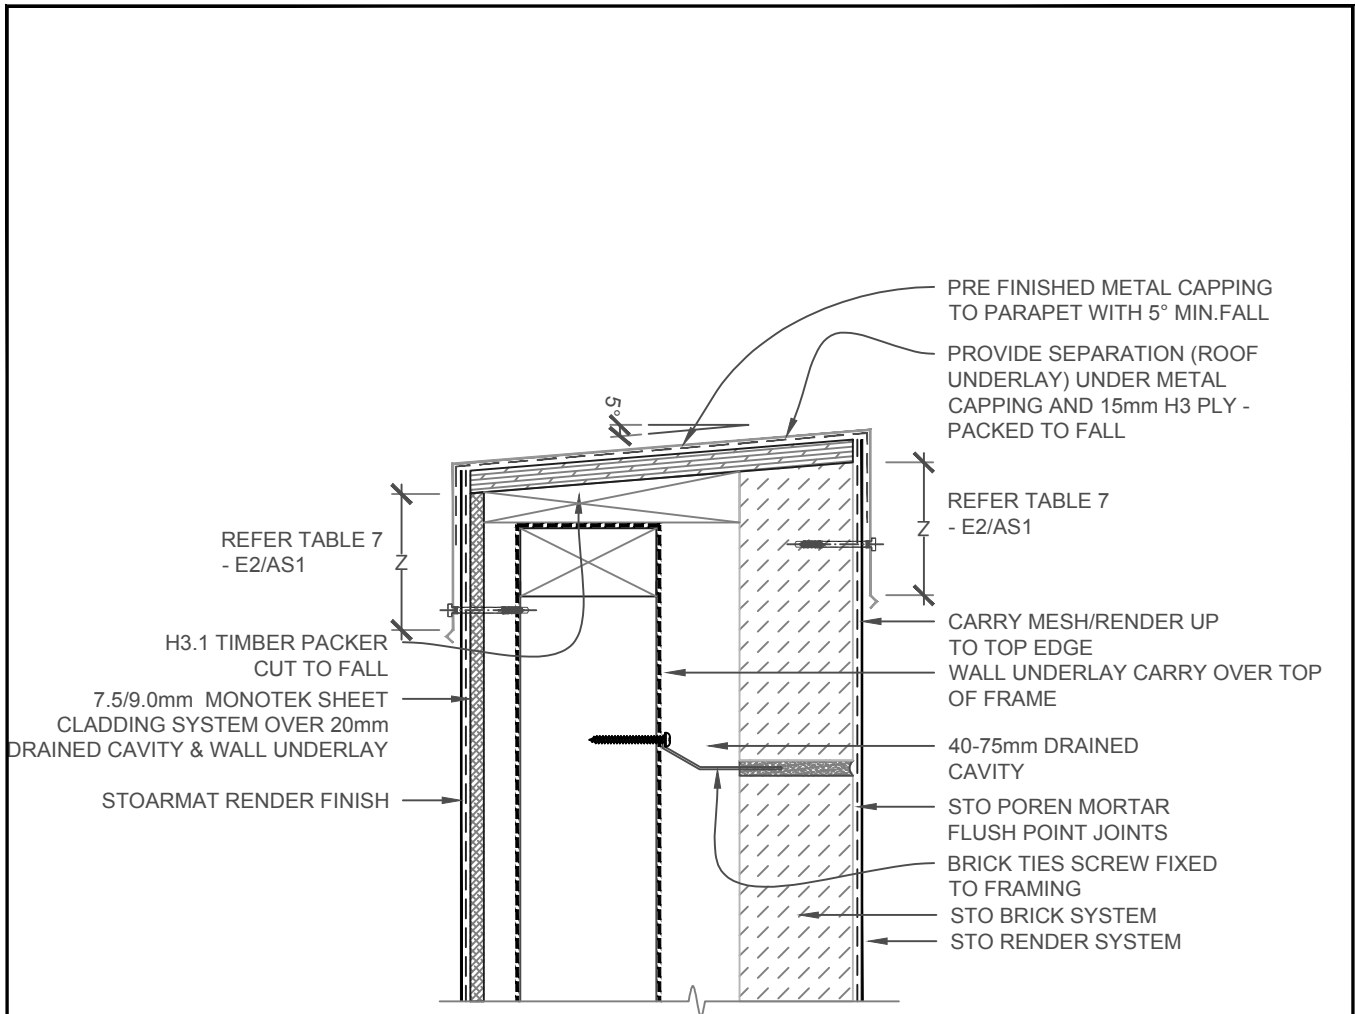 PRE FINISHED METAL CAPPING
TO PARAPET WITH 5° MIN.FALL
PROVIDE SEPARATION (ROOF
UNDERLAY) UNDER METAL
CAPPING AND 15mm H3 PLY -
PACKED TO FALL
5°
REFER TABLE 7
- E2/AS1
Z
REFER TABLE 7
- E2/AS1
Z
H3.1 TIMBER PACKER
CUT TO FALL
7.5/9.0mm MONOTEK SHEET
CLADDING SYSTEM OVER 20mm
DRAINED CAVITY & WALL UNDERLAY
STOARMAT RENDER FINISH
CARRY MESH/RENDER UP
TO TOP EDGE
WALL UNDERLAY CARRY OVER TOP
OF FRAME
40-75mm DRAINED
CAVITY
STO POREN MORTAR
FLUSH POINT JOINTS
BRICK TIES SCREW FIXED
TO FRAMING
STO BRICK SYSTEM
STO RENDER SYSTEM